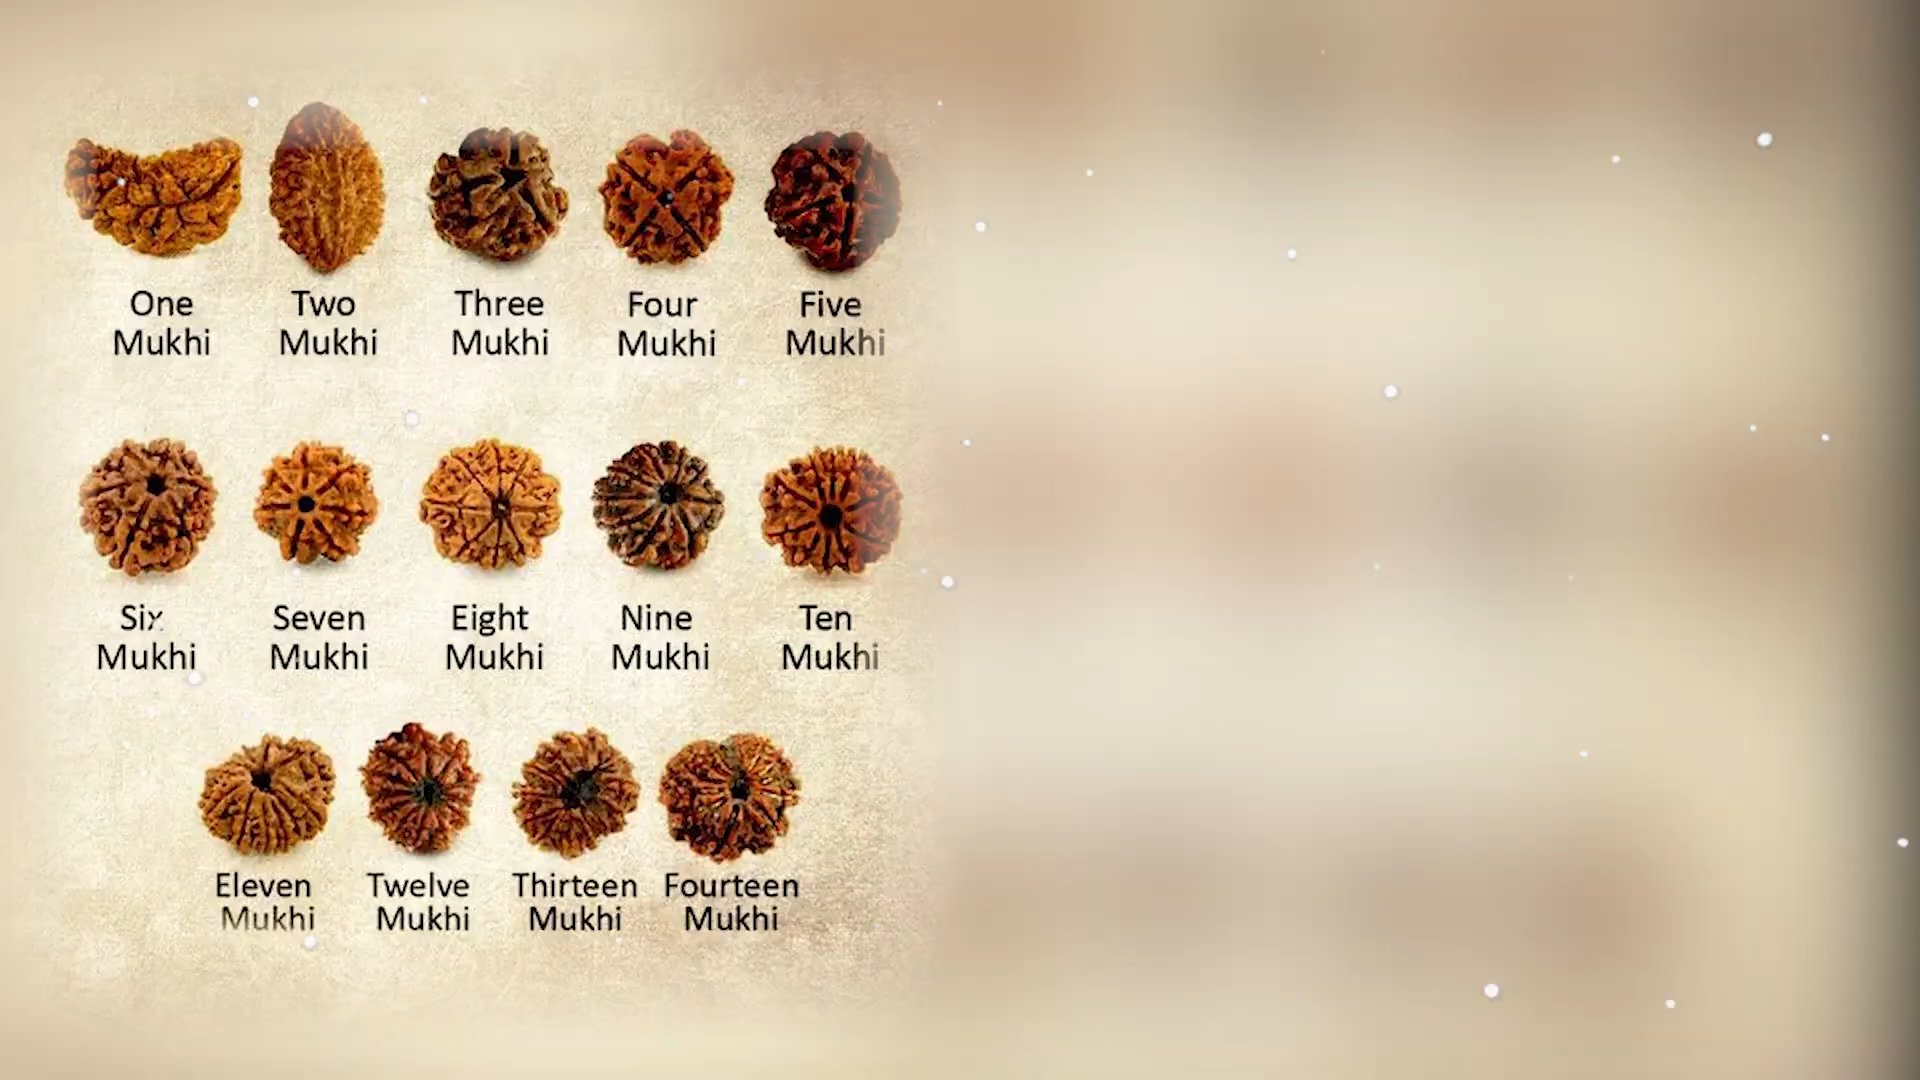 One
Mukhi
Two
Mukhi
Three
Mukhi
Four
Mukhi
Five
Mukhi
Six
Mukhi
Seven
Mukhi
Eight
Mukhi
Nine
Mukhi
Ten
Mukhi
Eleven
Mukhi
Twelve
Mukhi
Thirteen
Mukhi
Fourteen
Mukhi